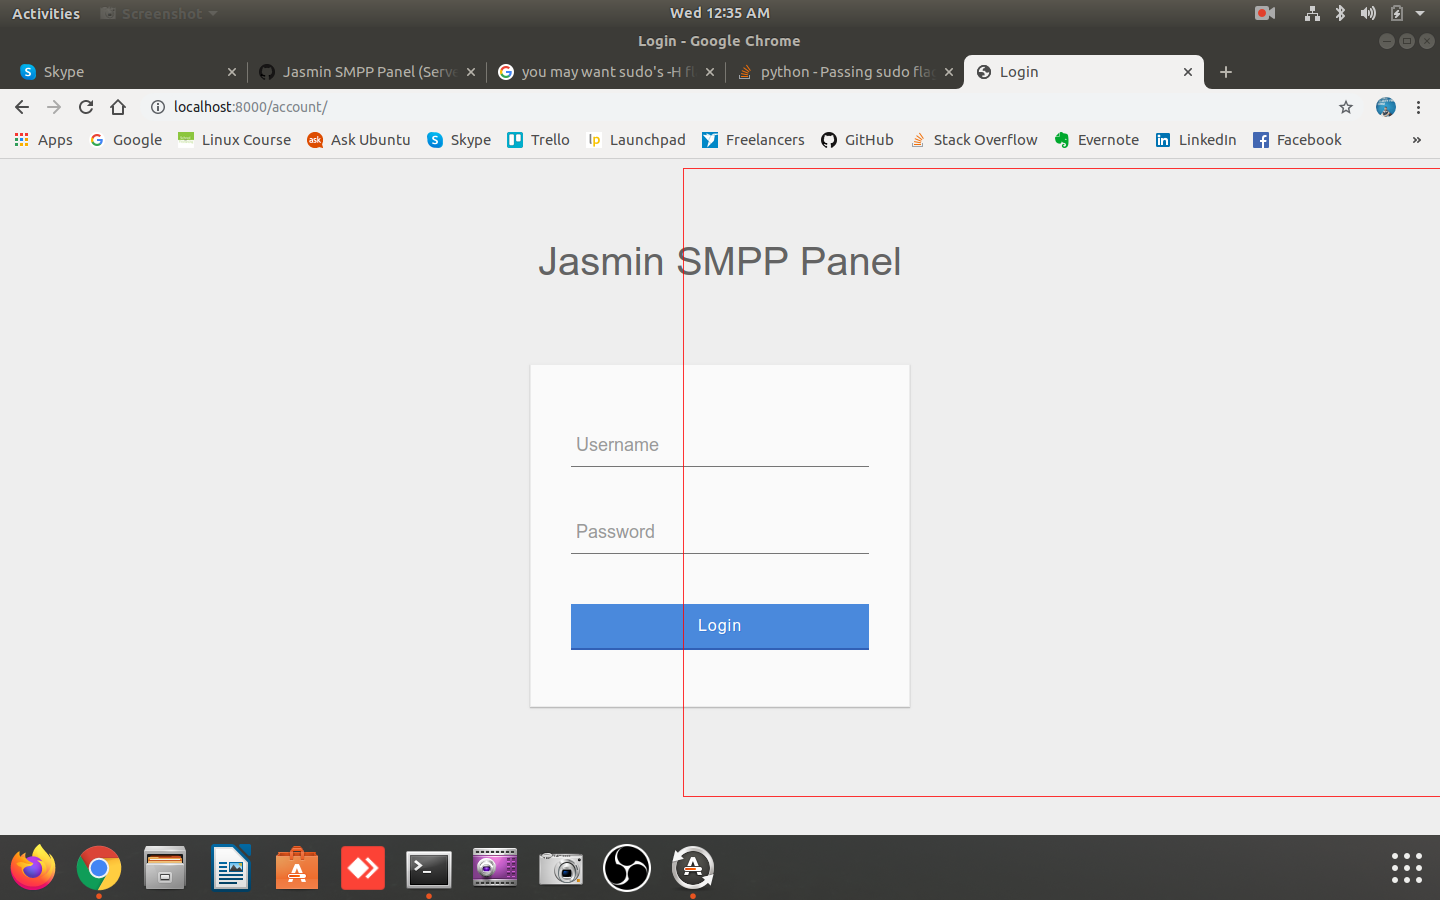 Activities Screenshot Wed 12:35 AM
Login - Google Chrome
Skype Jasmin SMPP Panel (Serve you may want sudo's -H fl python - Passing sudo flag Login
localhost:8000/account/
Apps Google Linux Course Ask Ubuntu Skype Trello lp Launchpad Freelancers GitHub Stack Overflow Evernote LinkedIn Facebook »
Jasmin SMPP Panel
Username
Password
Login